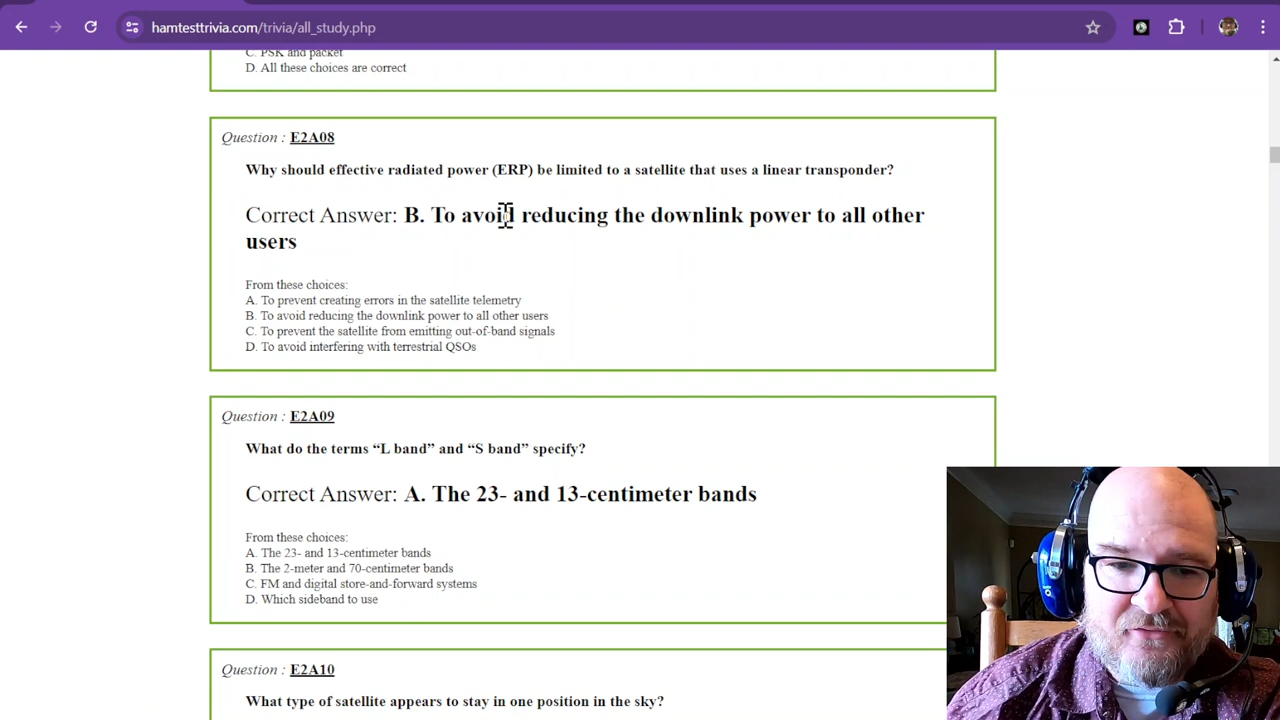 hamtesttrivia.com/trivia/all_study.php
C. PSK and packet
D. All these choices are correct
Question : E2A08
Why should effective radiated power (ERP) be limited to a satellite that uses a linear transponder?
Correct Answer: B. To avoid reducing the downlink power to all other
users
From these choices:
A. To prevent creating errors in the satellite telemetry
B. To avoid reducing the downlink power to all other users
C. To prevent the satellite from emitting out-of-band signals
D. To avoid interfering with terrestrial QSOs
Question : E2A09
What do the terms “L band” and “S band” specify?
Correct Answer: A. The 23- and 13-centimeter bands
From these choices:
A. The 23- and 13-centimeter bands
B. The 2-meter and 70-centimeter bands
C. FM and digital store-and-forward systems
D. Which sideband to use
Question : E2A10
What type of satellite appears to stay in one position in the sky?